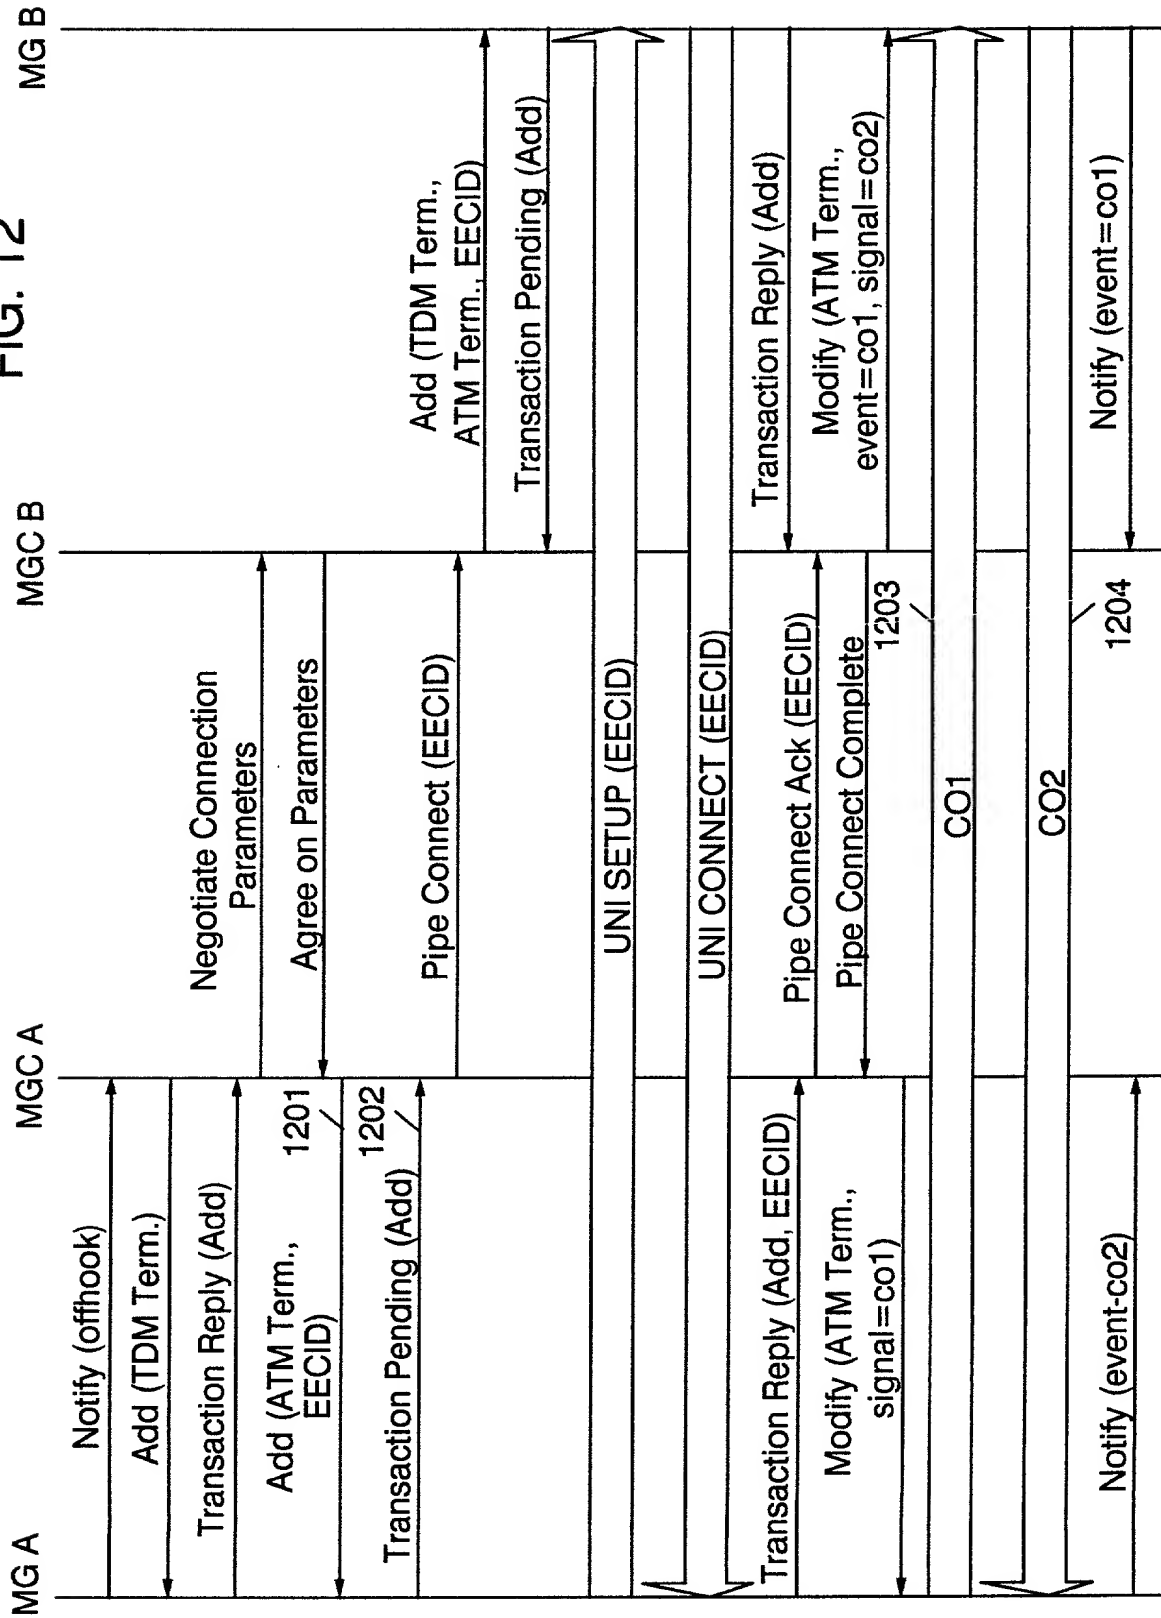 FIG. 12
MG A
MGC A
MGC B
MG B
Notify (offhook)
Add (TDM Term.)
Transaction Reply (Add)
Negotiate Connection
Parameters
Agree on Parameters
Add (ATM Term.,
EECID)
1201
Transaction Pending (Add)
1202
Pipe Connect (EECID)
Add (TDM Term.,
ATM Term., EECID)
Transaction Pending (Add)
UNI SETUP (EECID)
UNI CONNECT (EECID)
Transaction Reply (Add)
Transaction Reply (Add, EECID)
Pipe Connect Ack (EECID)
Pipe Connect Complete
Modify (ATM Term.,
event=co1, signal=co2)
Modify (ATM Term.,
signal=co1)
1203
CO1
CO2
1204
Notify (event=co1)
Notify (event-co2)